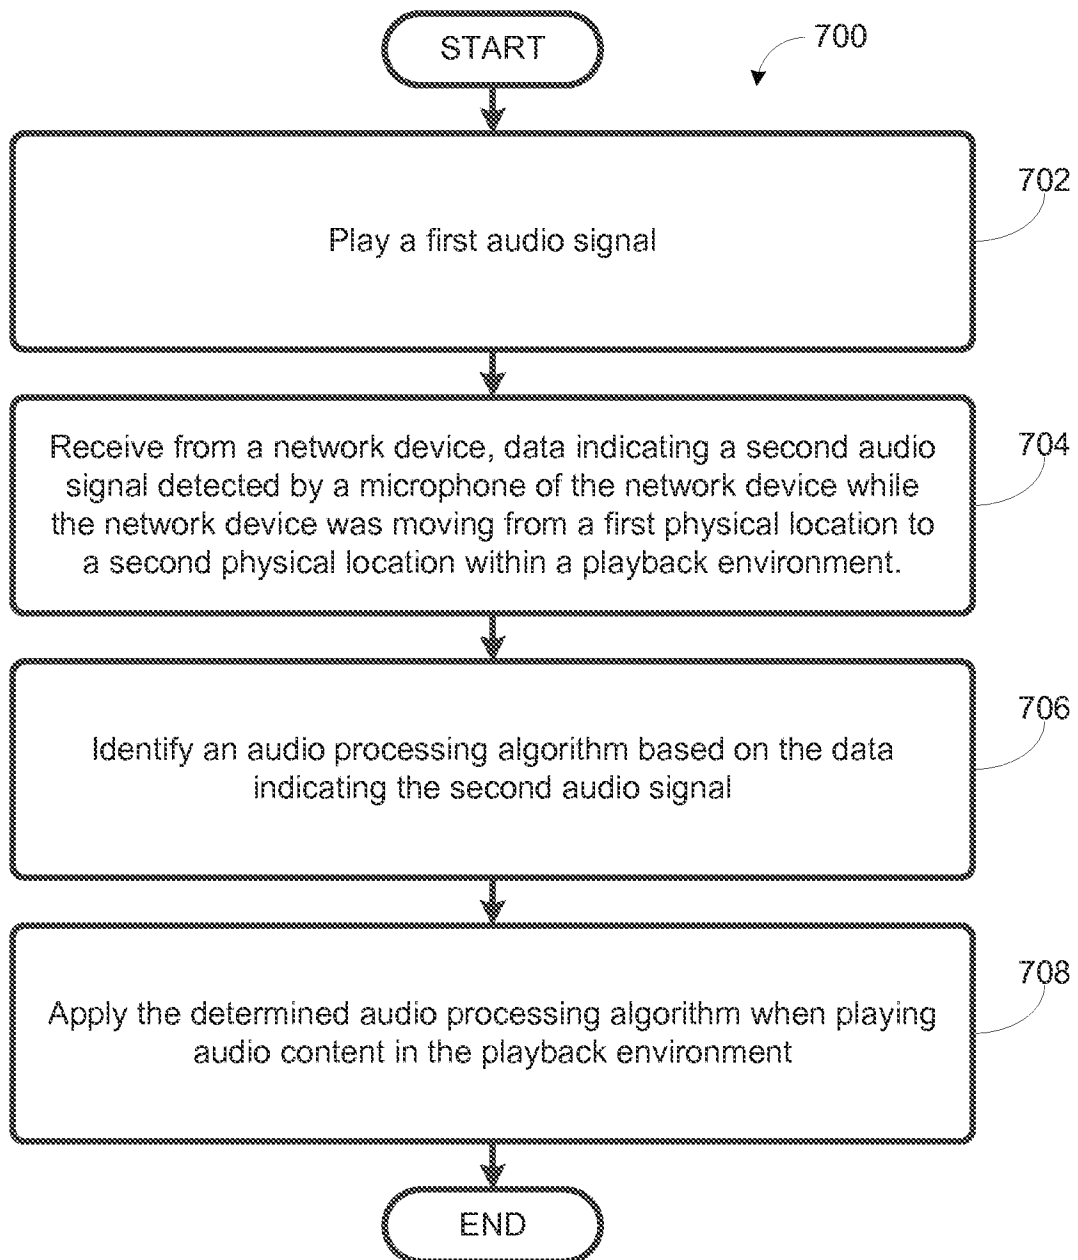 START
700
Play a first audio signal
702
Receive from a network device, data indicating a second audio
signal detected by a microphone of the network device while
the network device was moving from a first physical location to
a second physical location within a playback environment.
704
Identify an audio processing algorithm based on the data
indicating the second audio signal
706
Apply the determined audio processing algorithm when playing
audio content in the playback environment
708
END